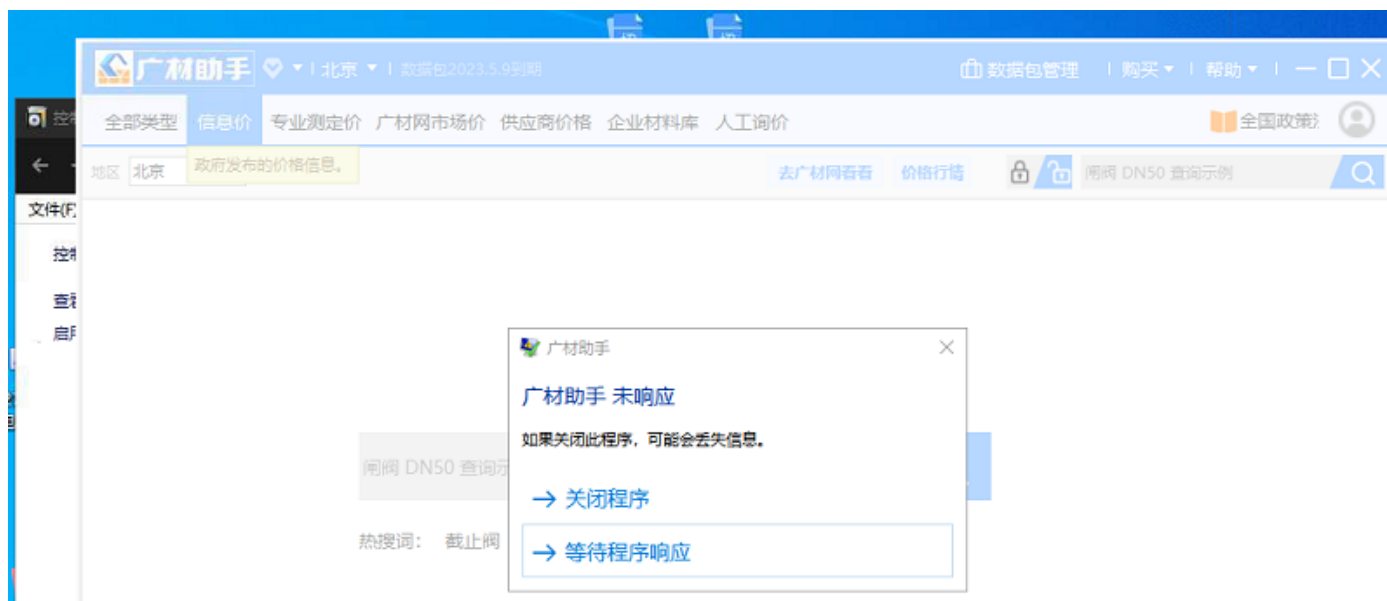 广材助手 北京 数据包2023.5.9到期 数据包管理 购买 帮助
控
全部类型 信息价 专业测定价 广材网市场价 供应商价格 企业材料库 人工询价 全国政策
地区 北京 政府发布的价格信息。 去广材网看看 价格行情 闸阀 DN50 查询示例
文件(F)
控制
查看
启用
广材助手
广材助手 未响应
如果关闭此程序，可能会丢失信息。
闸阀 DN50 查询示
关闭程序
热搜词： 截止阀
等待程序响应